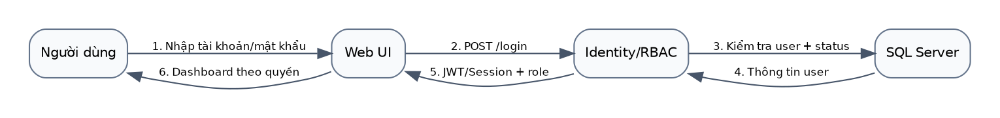 1. Nhập tài khoản/mật khẩu
2. POST /login
3. Kiểm tra user + status
Người dùng
Web UI
Identity/RBAC
SQL Server
6. Dashboard theo quyền
5. JWT/Session + role
4. Thông tin user